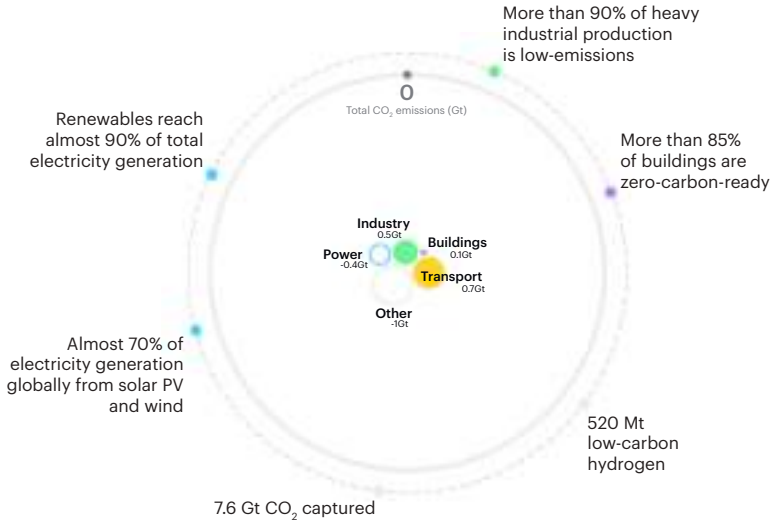 More than 90% of heavy
industrial production
is low-emissions
0
Total CO₂ emissions (Gt)
Renewables reach
almost 90% of total
electricity generation
More than 85%
of buildings are
zero-carbon-ready
Industry
0.5Gt
Buildings
0.1Gt
Power
-0.4Gt
Transport
0.7Gt
Other
-1Gt
Almost 70% of
electricity generation
globally from solar PV
and wind
520 Mt
low-carbon
hydrogen
7.6 Gt CO₂ captured